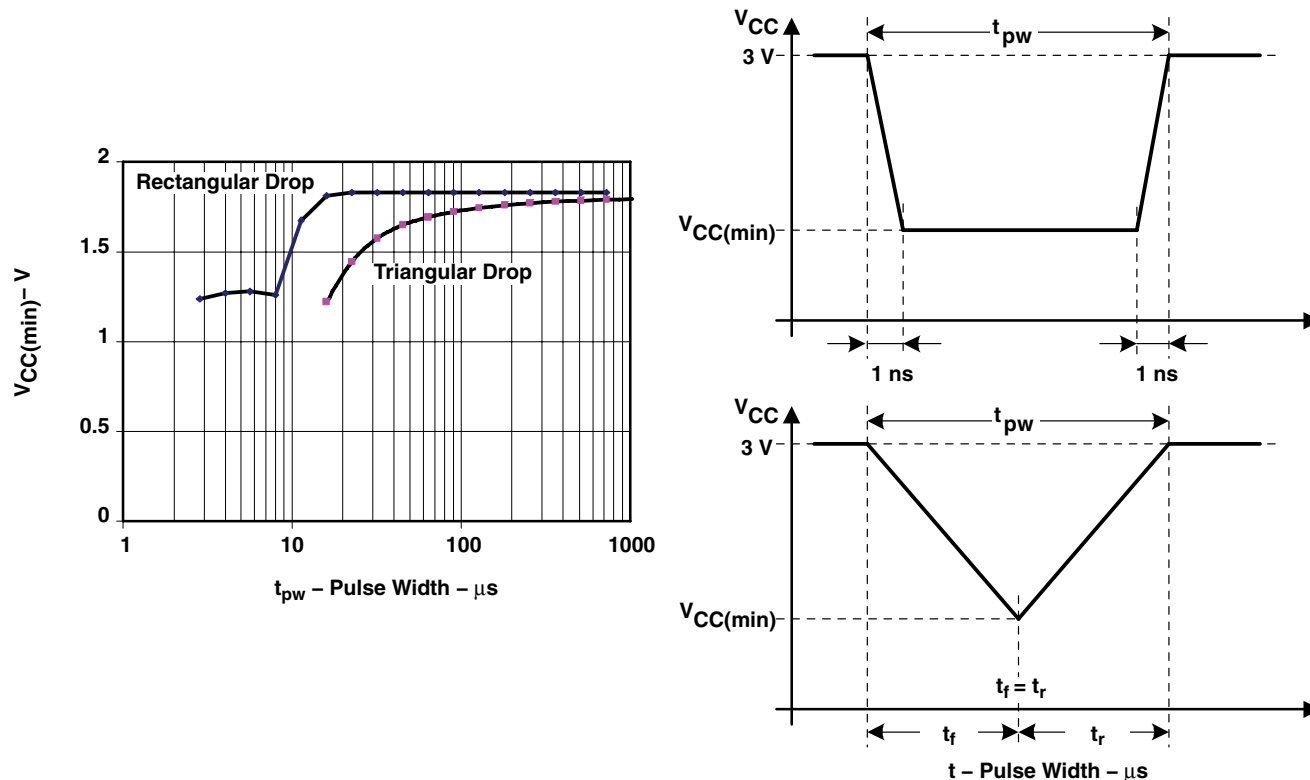 2
Rectangular Drop
1.5
Triangular Drop
1
0.5
0
VCC(min) – V
1 10 100 1000
tpw – Pulse Width – μs
VCC
tpw
3 V
VCC(min)
1 ns 1 ns
VCC
tpw
3 V
VCC(min)
tf = tr
tf tr
t – Pulse Width – μs